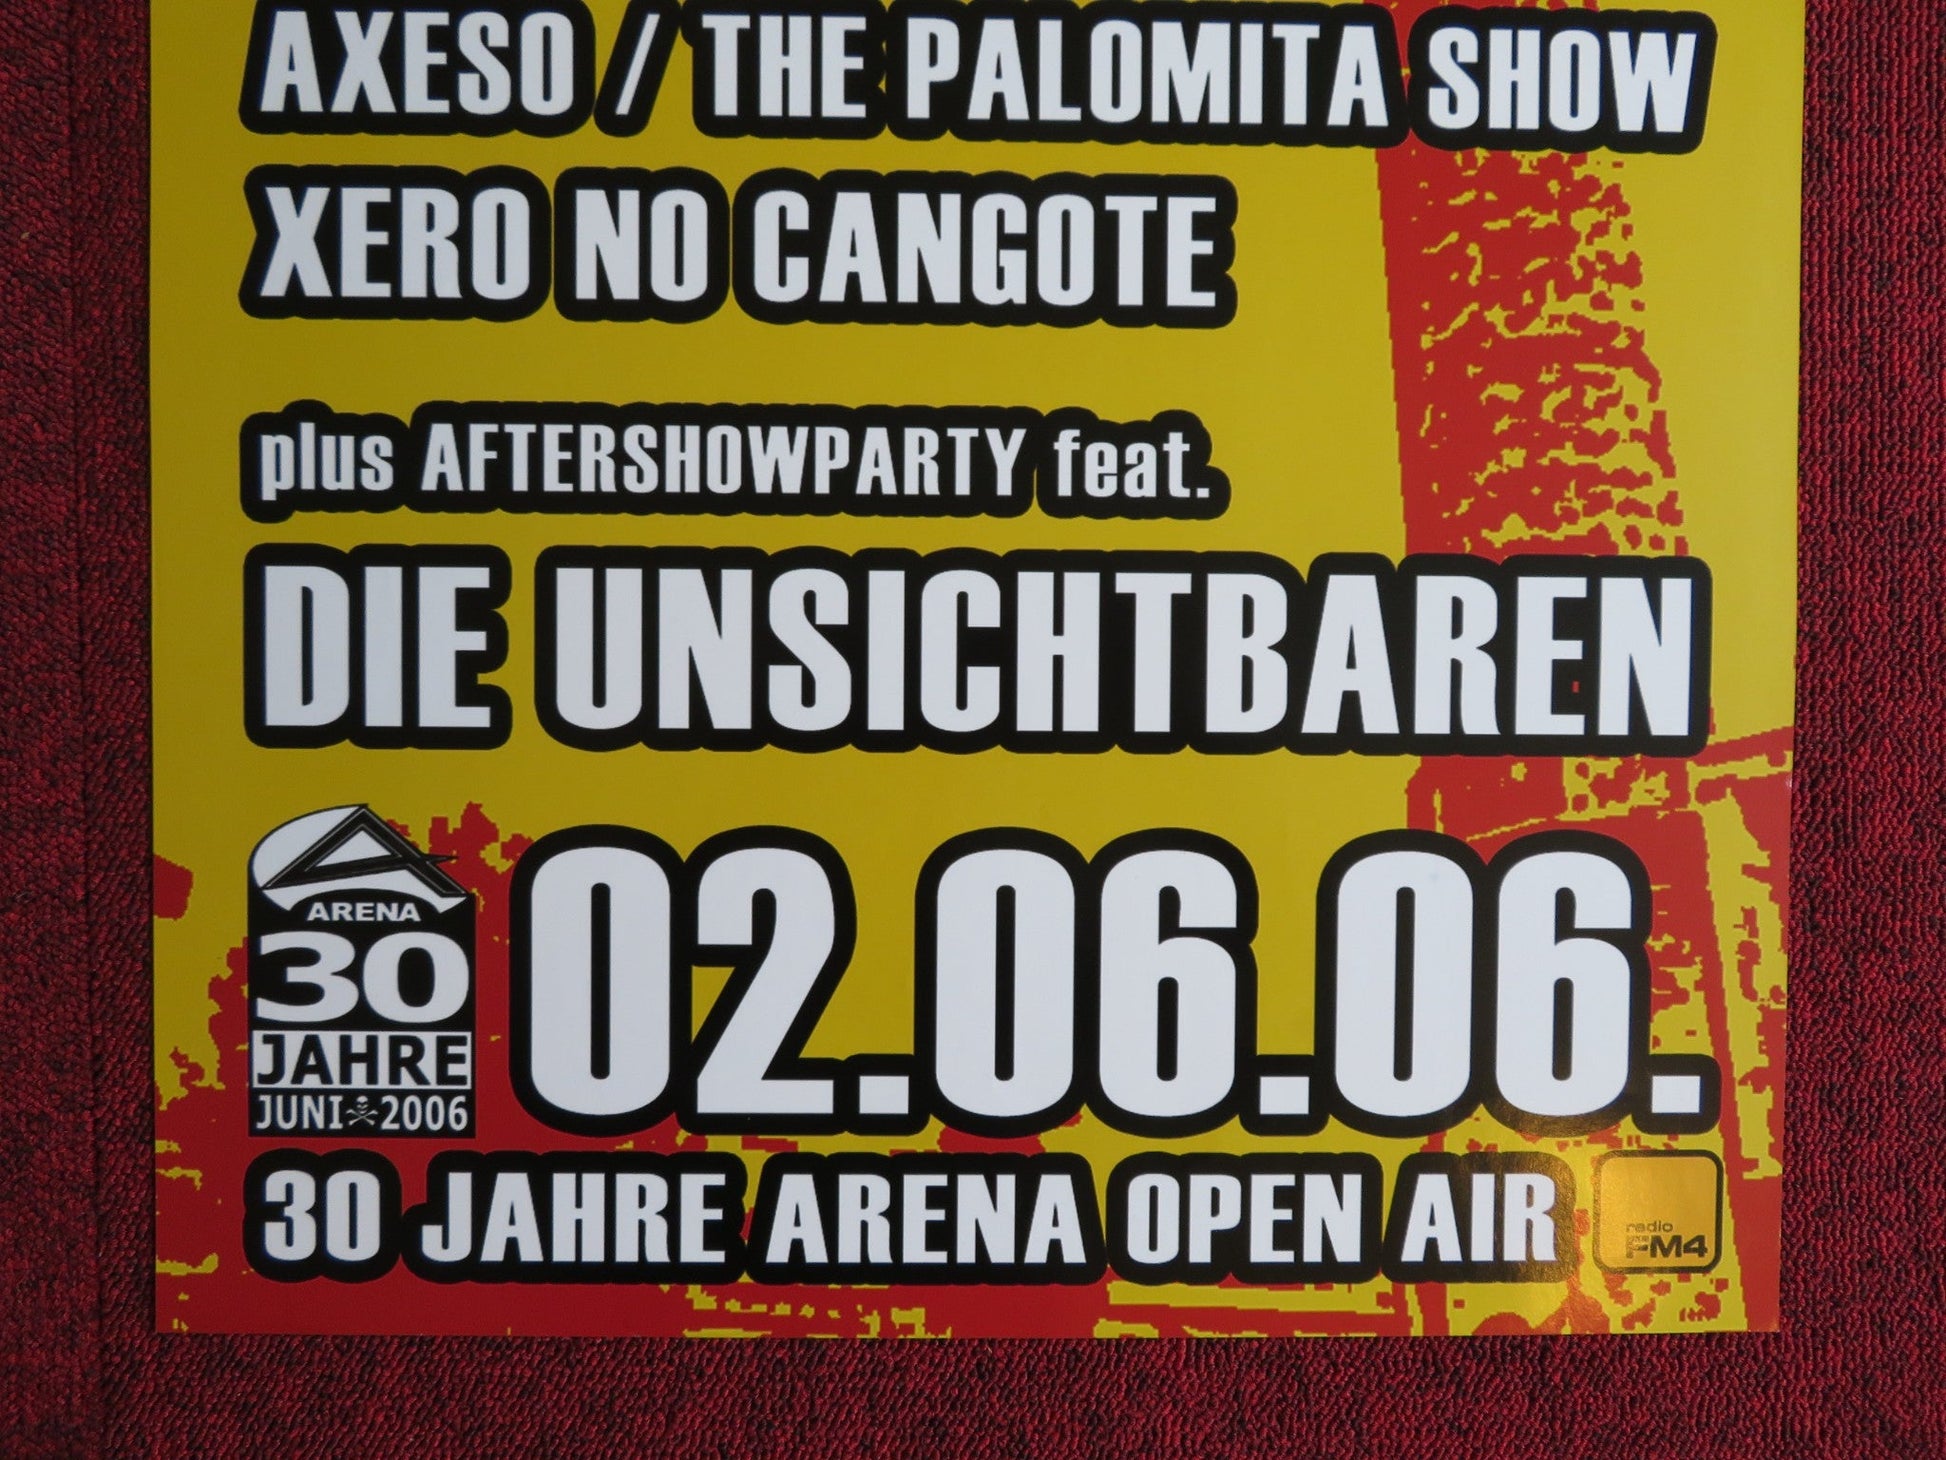 AXESO / THE PALOMITA SHOW
XERO NO CANGOTE
plus AFTERSHOWPARTY feat.
DIE UNSICHTBAREN
ARENA
30
JAHRE
JUNI 2006
02.06.06.
30 JAHRE ARENA OPEN AIR
radio
FM4